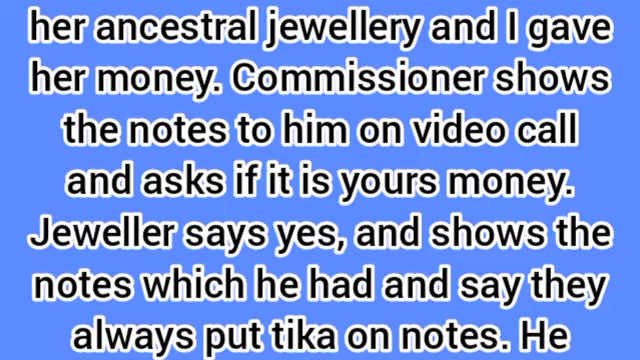 her ancestral jewellery and I gave
her money. Commissioner shows
the notes to him on video call
and asks if it is yours money.
Jeweller says yes, and shows the
notes which he had and say they
always put tika on notes. He